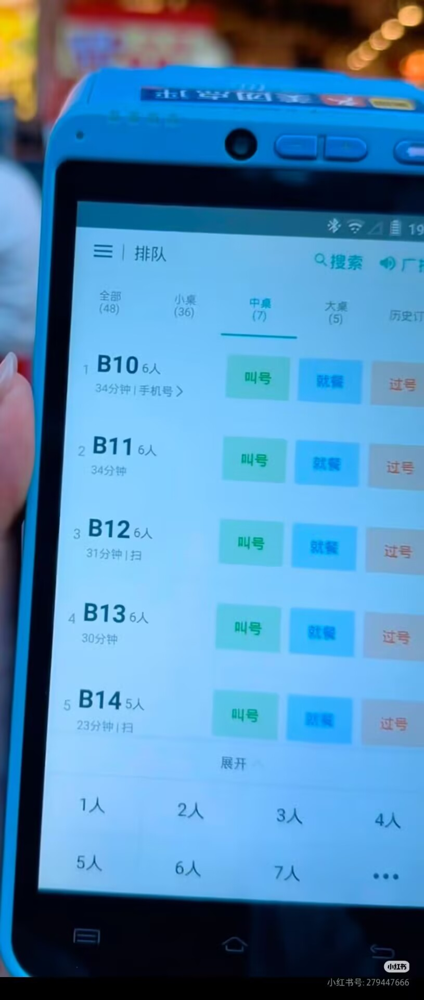 美团点评
19
排队
搜索
全部
(48)
小桌
(36)
中桌
(7)
大桌
(5)
历史订
1 B10 6人
34分钟 | 手机号 >
叫号 就餐 过号
2 B11 6人
34分钟
叫号 就餐 过号
3 B12 6人
31分钟 | 扫
叫号 就餐 过号
4 B13 6人
30分钟
叫号 就餐 过号
5 B14 5人
23分钟 | 扫
叫号 就餐 过号
展开
1人 2人 3人 4人
5人 6人 7人 •••
小红书
小红书号: 279447666